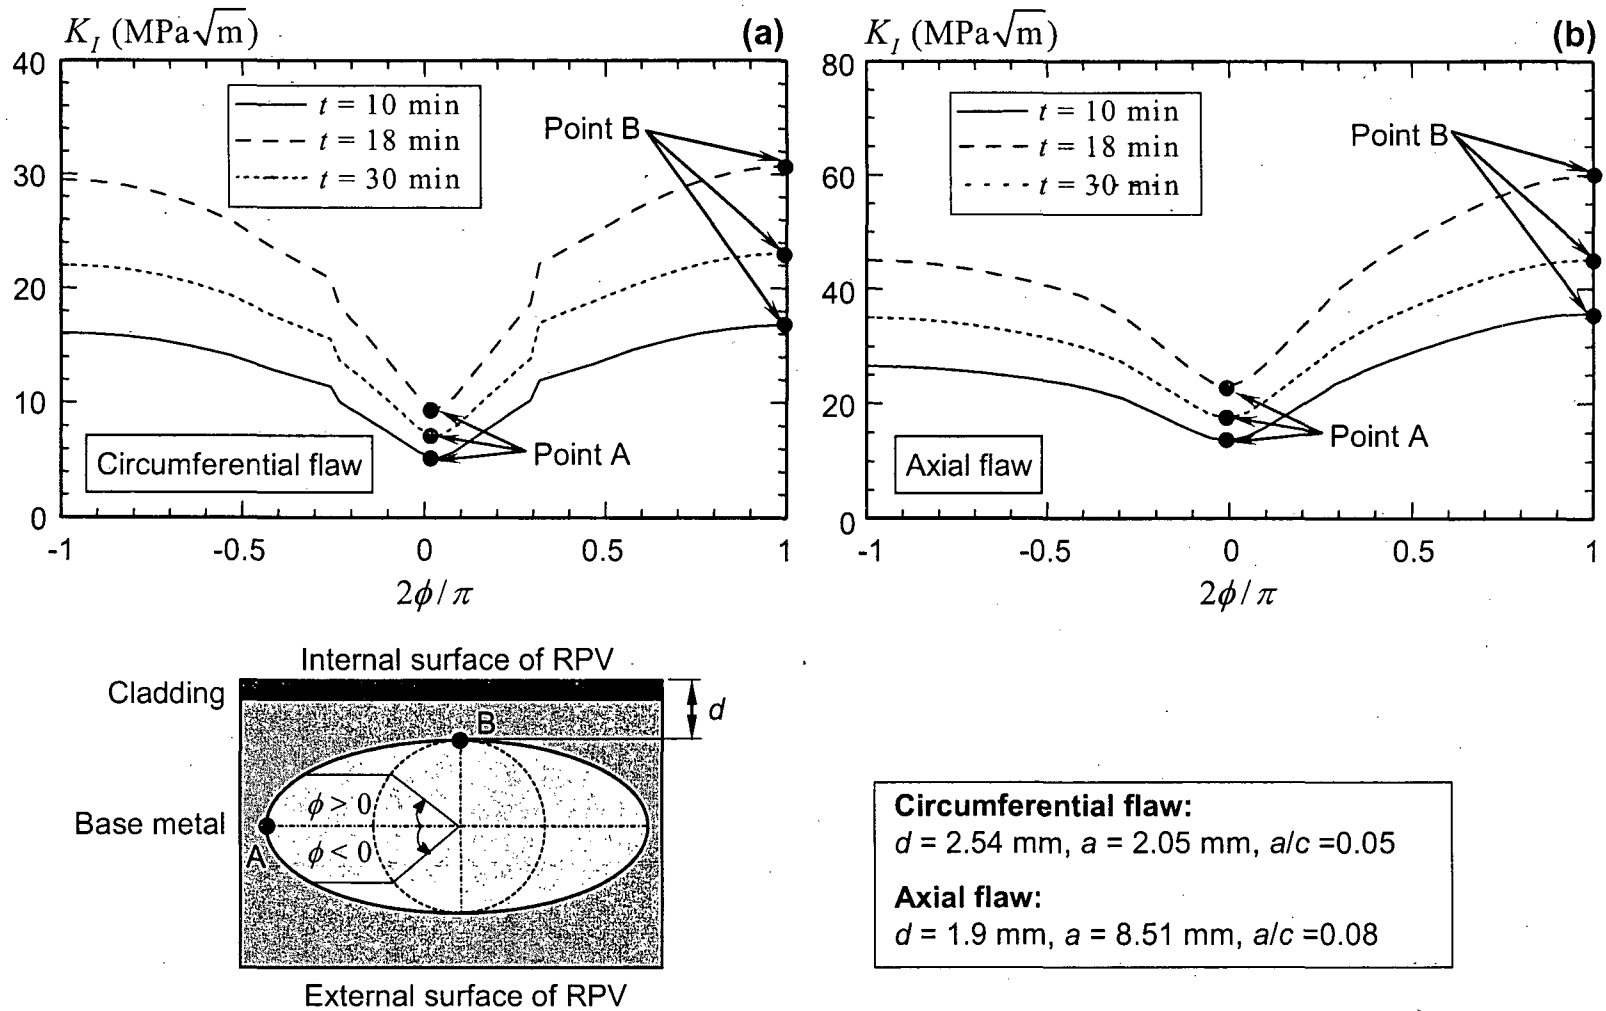 K_I (MPa√m) (a)
40
30
20
10
0
t = 10 min
t = 18 min
t = 30 min
Point B
Point A
Circumferential flaw
-1 -0.5 0 0.5 1
2ϕ/π
K_I (MPa√m) (b)
80
60
40
20
0
t = 10 min
t = 18 min
t = 30 min
Point B
Point A
Axial flaw
-1 -0.5 0 0.5 1
2ϕ/π
Internal surface of RPV
Cladding
d
B
ϕ > 0
Base metal
A
ϕ < 0
External surface of RPV
Circumferential flaw:
d = 2.54 mm, a = 2.05 mm, a/c =0.05
Axial flaw:
d = 1.9 mm, a = 8.51 mm, a/c =0.08